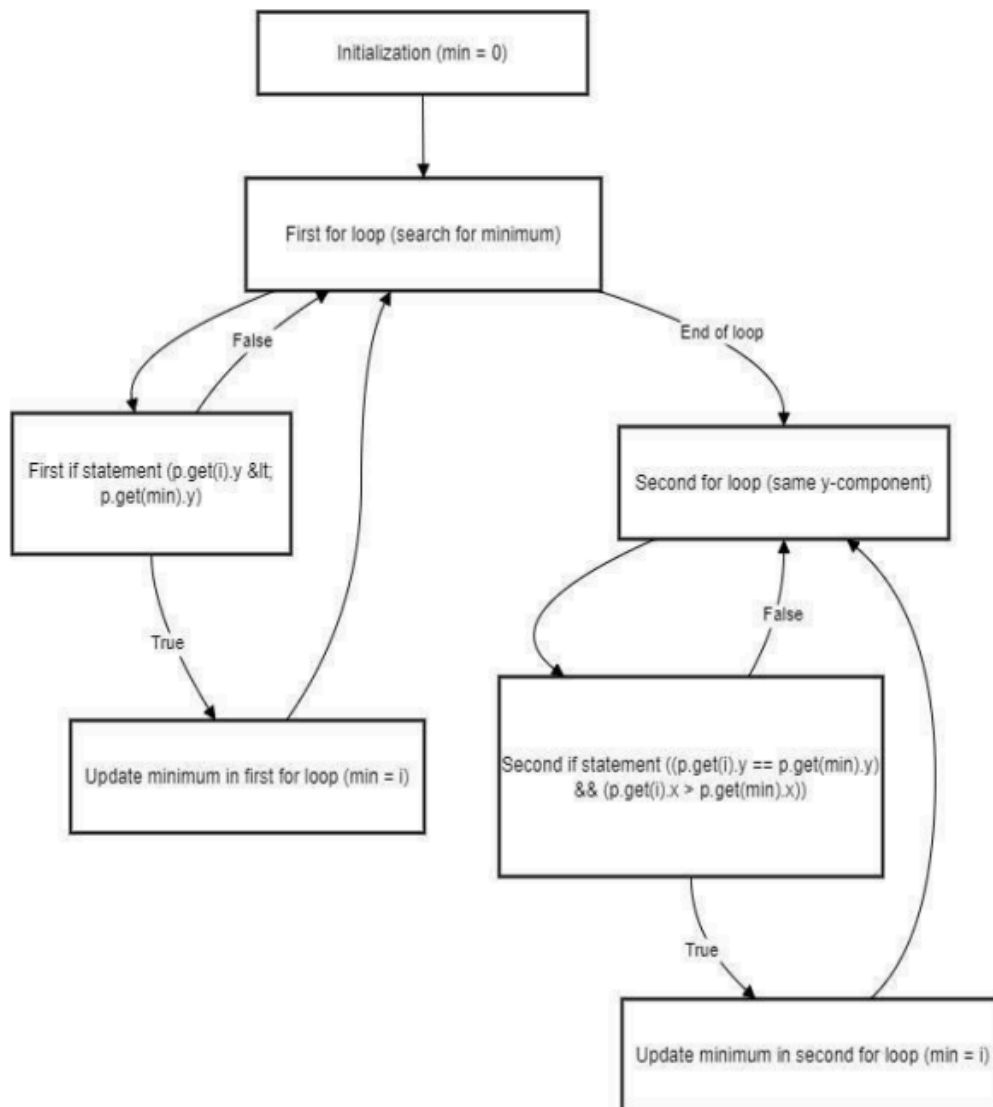 Initialization (min = 0)
First for loop (search for minimum)
False
End of loop
First if statement (p.get(i).y &lt;
p.get(min).y)
Second for loop (same y-component)
True
False
Update minimum in first for loop (min = i)
Second if statement ((p.get(i).y == p.get(min).y)
&& (p.get(i).x > p.get(min).x))
True
Update minimum in second for loop (min = i)